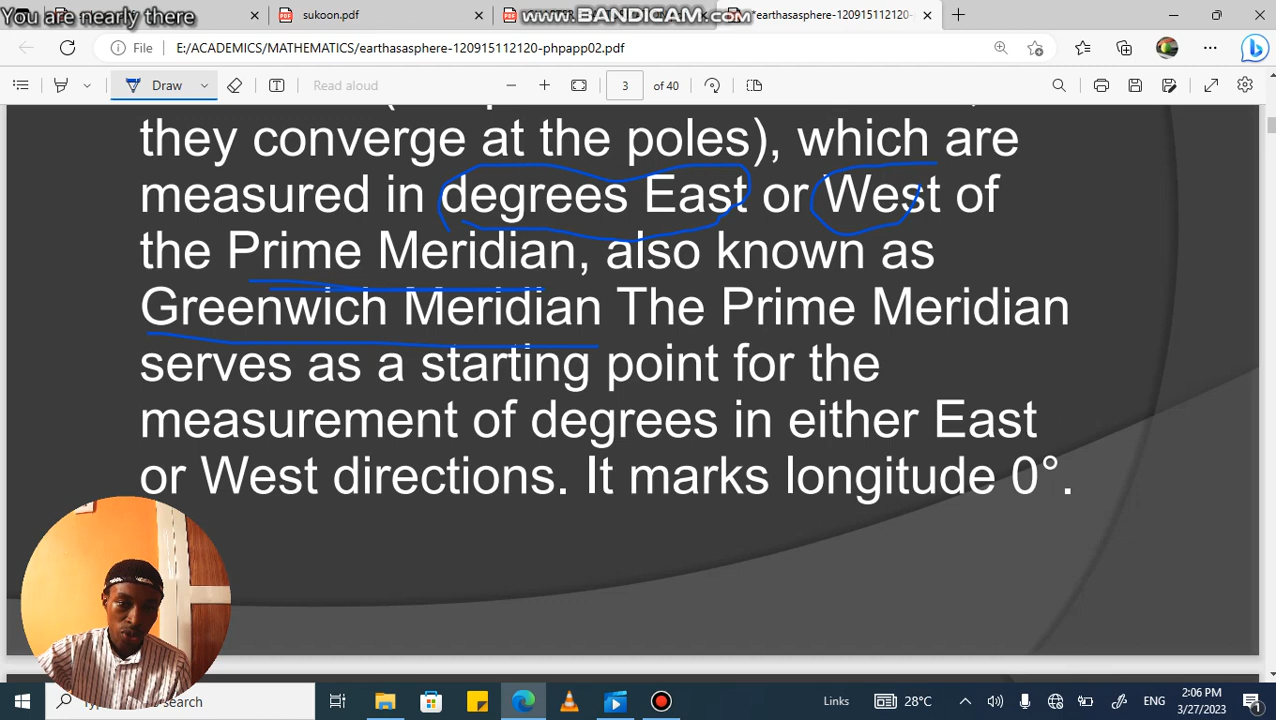 You are nearly there
sukoon.pdf
www.BANDICAM.com
earthasasphere-120915112120-
File
E:/ACADEMICS/MATHEMATICS/earthasasphere-120915112120-phpapp02.pdf
Draw
Read aloud
3
of 40
they converge at the poles), which are
measured in degrees East or West of
the Prime Meridian, also known as
Greenwich Meridian The Prime Meridian
serves as a starting point for the
measurement of degrees in either East
or West directions. It marks longitude 0°.
search
Links
28°C
ENG
2:06 PM
3/27/2023
1